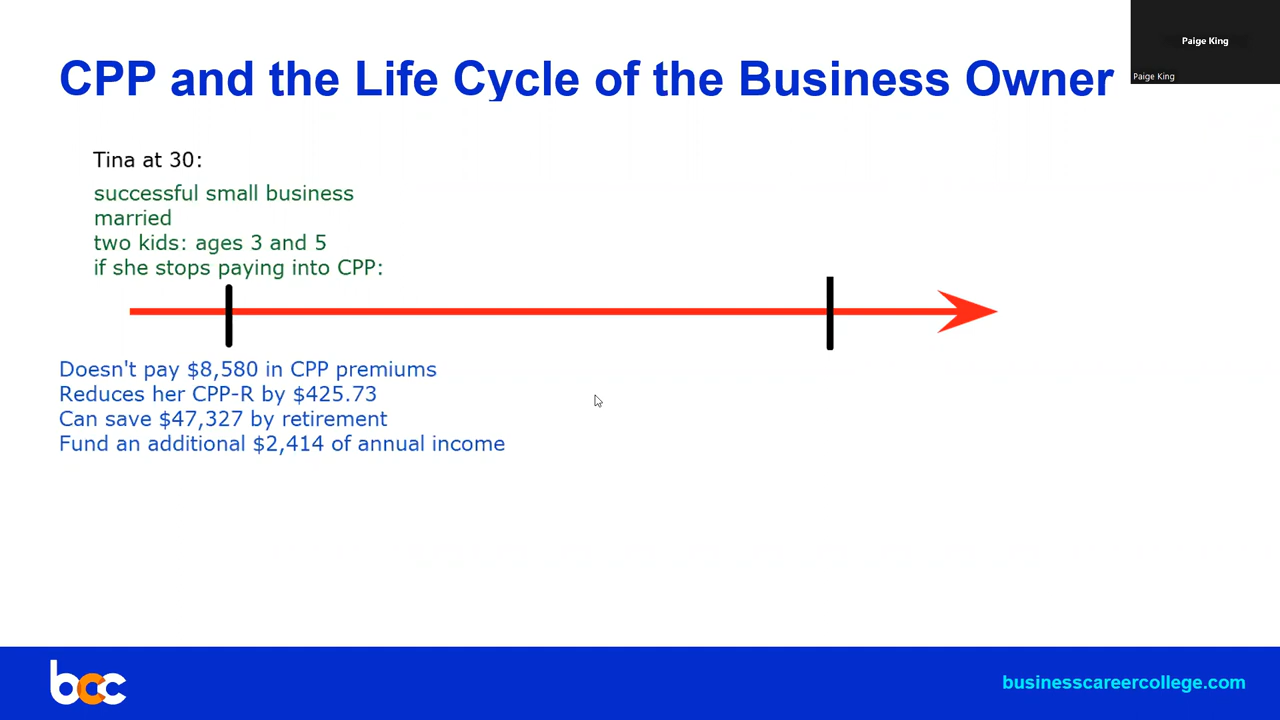 Paige King
Paige King
CPP and the Life Cycle of the Business Owner
Tina at 30:
successful small business
married
two kids: ages 3 and 5
if she stops paying into CPP:
Doesn't pay $8,580 in CPP premiums
Reduces her CPP-R by $425.73
Can save $47,327 by retirement
Fund an additional $2,414 of annual income
bcc
businesscareercollege.com